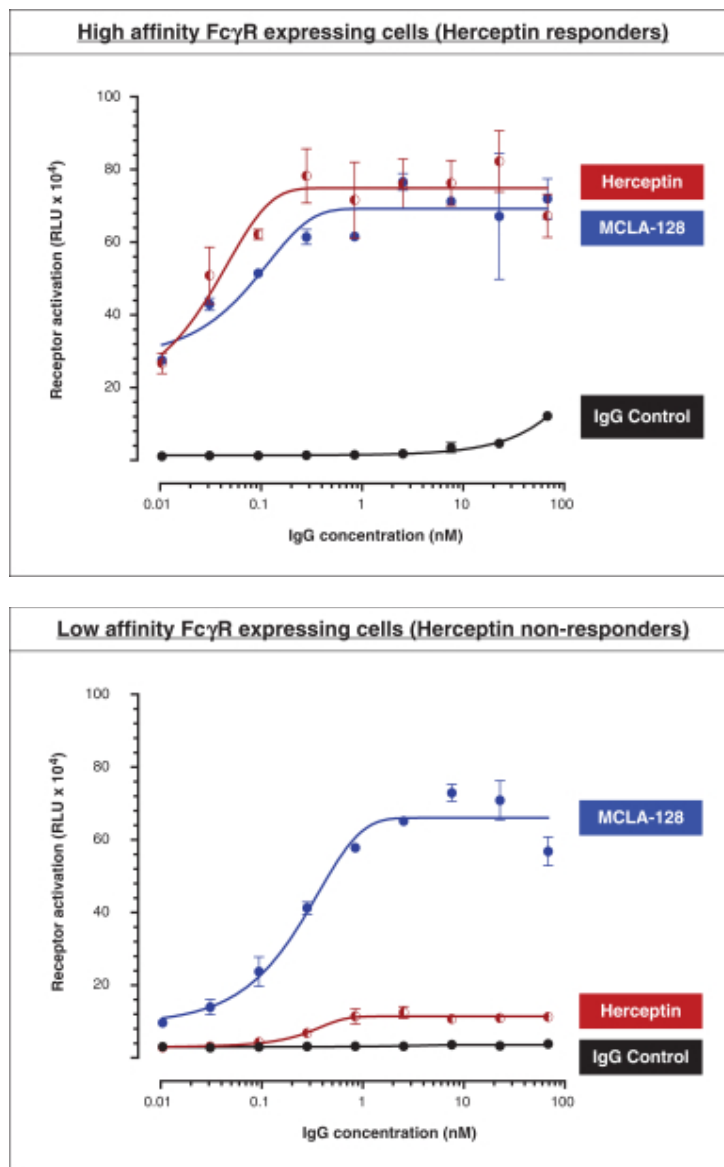 High affinity FcγR expressing cells (Herceptin responders)
100
80
60
40
20
Receptor activation (RLU x 10⁴)
Herceptin
MCLA-128
IgG Control
0.01 0.1 1 10 100
IgG concentration (nM)
Low affinity FcγR expressing cells (Herceptin non-responders)
100
80
60
40
20
Receptor activation (RLU x 10⁴)
MCLA-128
Herceptin
IgG Control
0.01 0.1 1 10 100
IgG concentration (nM)